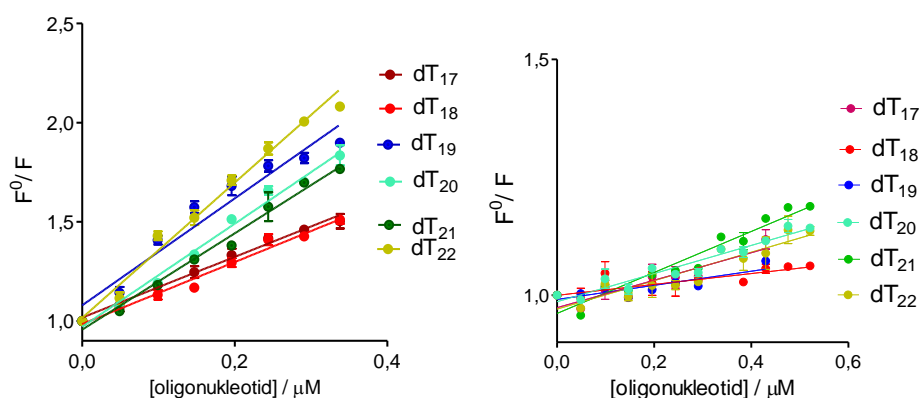 2,5
2,0
1,5
1,0
0,0
0,2
0,4
F⁰/ F
[oligonukleotid] / μM
dT₁₇
dT₁₈
dT₁₉
dT₂₀
dT₂₁
dT₂₂
1,5
1,0
0,0
0,2
0,4
0,6
F⁰/ F
[oligonukleotid] / μM
dT₁₇
dT₁₈
dT₁₉
dT₂₀
dT₂₁
dT₂₂